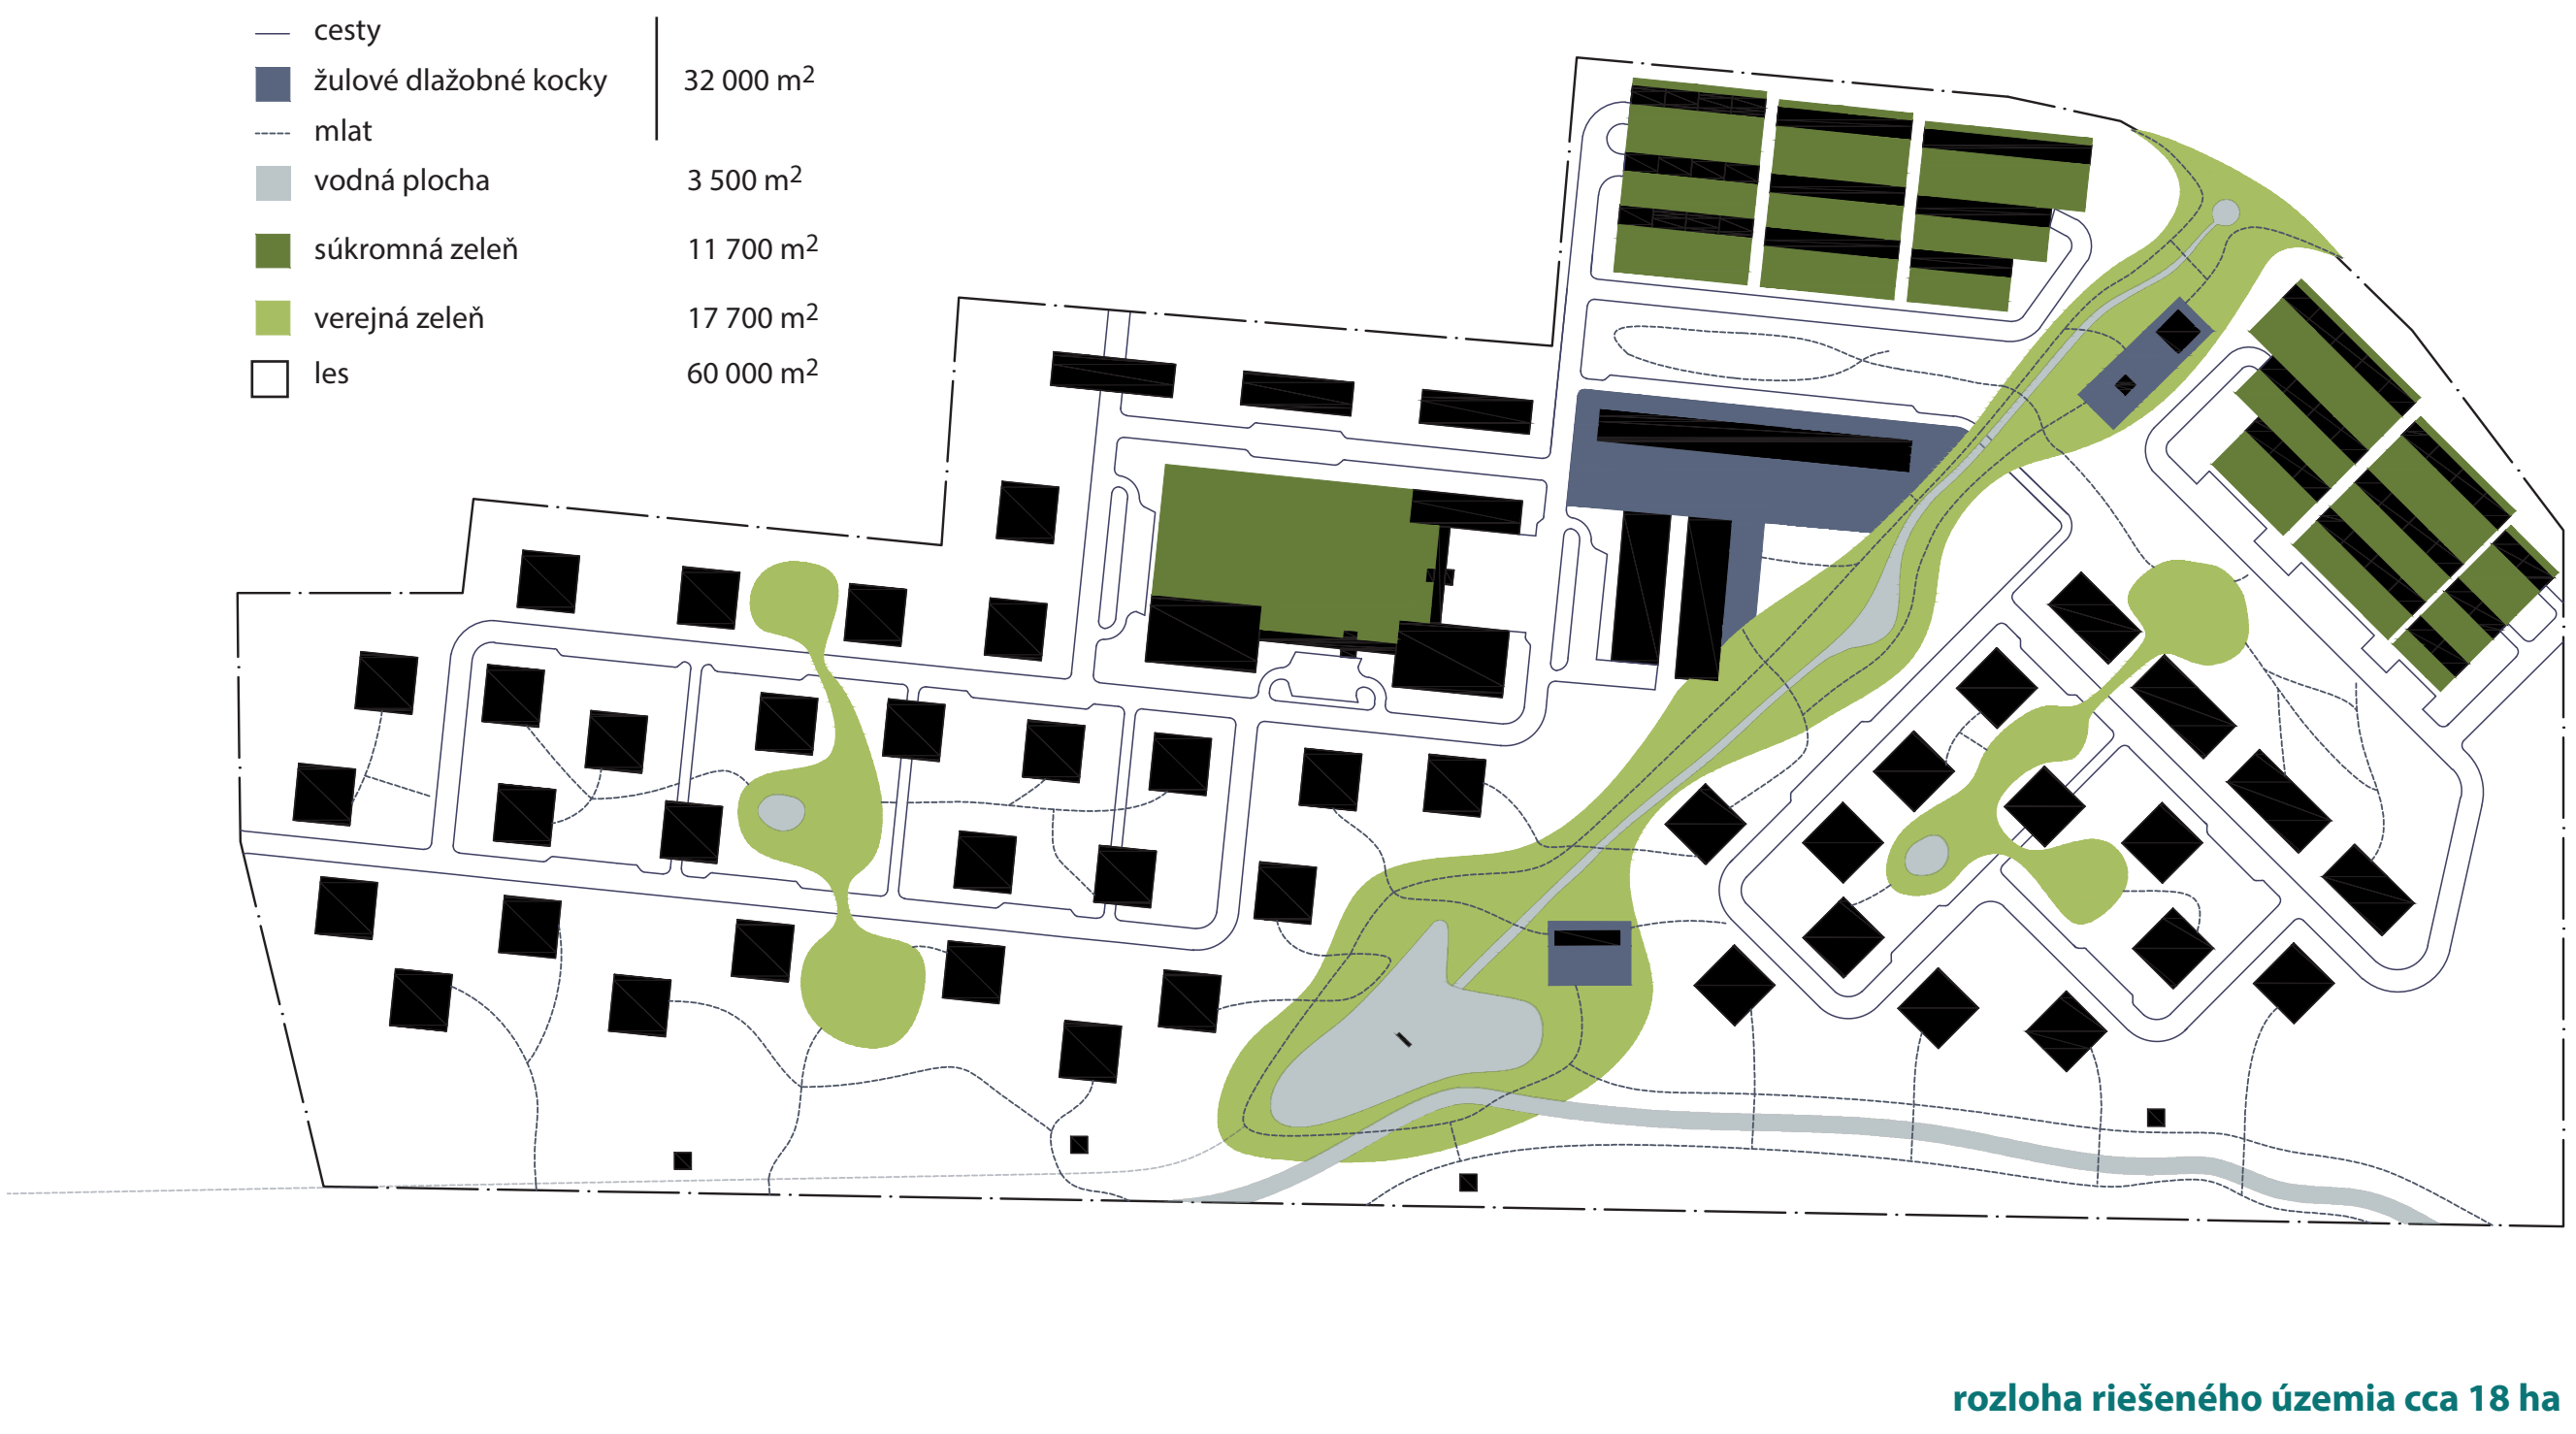 cesty
žulové dlažobné kocky 32 000 m²
mlat
vodná plocha 3 500 m²
súkromná zeleň 11 700 m²
verejná zeleň 17 700 m²
les 60 000 m²
rozloha riešeného územia cca 18 ha